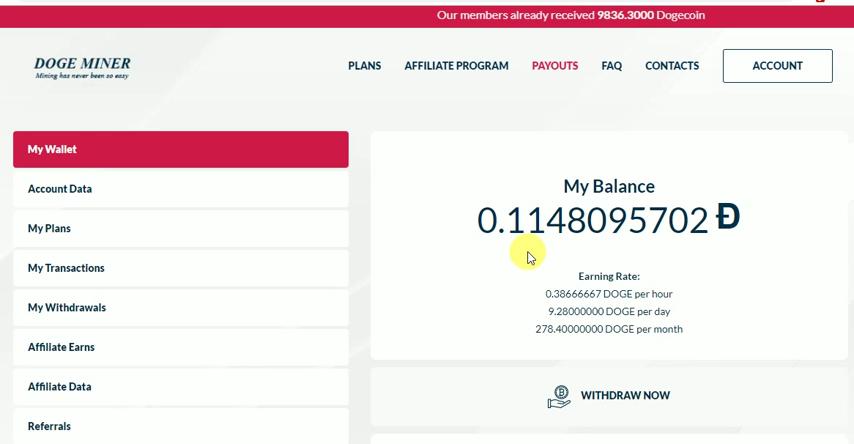 Our members already received 9836.3000 Dogecoin
DOGE MINER
Mining has never been so easy
PLANS AFFILIATE PROGRAM PAYOUTS FAQ CONTACTS ACCOUNT
My Wallet
Account Data
My Plans
My Transactions
My Withdrawals
Affiliate Earns
Affiliate Data
Referrals
My Balance
0.1148095702 Ð
Earning Rate:
0.38666667 DOGE per hour
9.28000000 DOGE per day
278.40000000 DOGE per month
WITHDRAW NOW